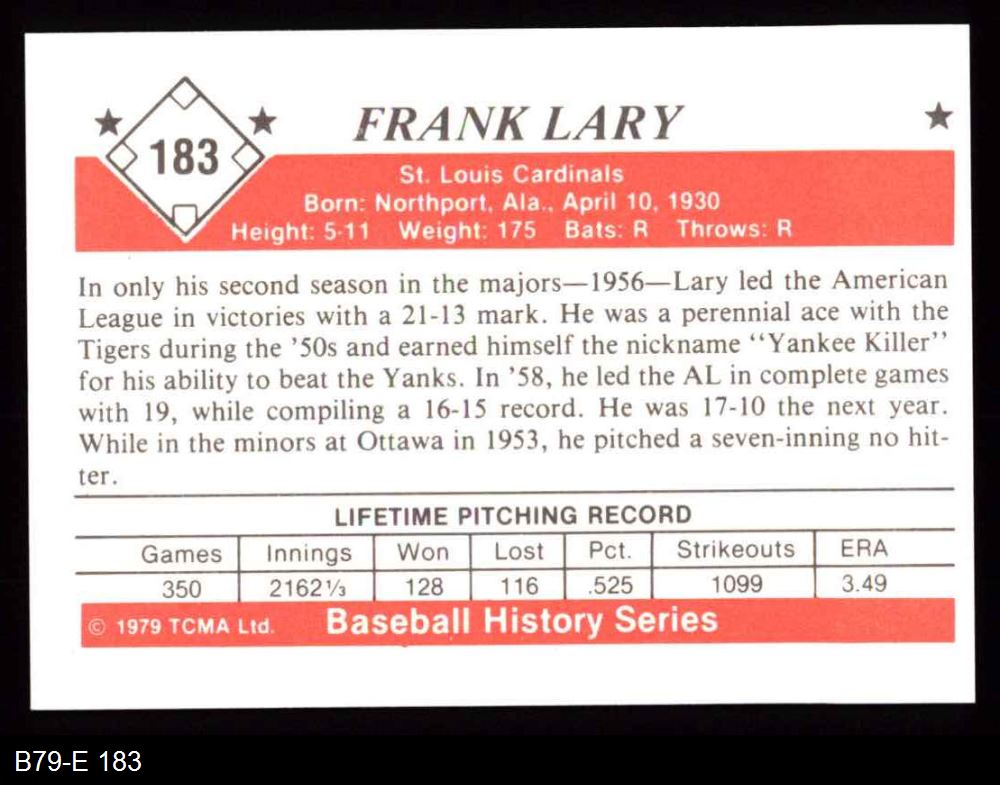 183
FRANK LARY
St. Louis Cardinals
Born: Northport, Ala., April 10, 1930
Height: 5-11 Weight: 175 Bats: R Throws: R
In only his second season in the majors—1956—Lary led the American
League in victories with a 21-13 mark. He was a perennial ace with the
Tigers during the '50s and earned himself the nickname "Yankee Killer"
for his ability to beat the Yanks. In '58, he led the AL in complete games
with 19, while compiling a 16-15 record. He was 17-10 the next year.
While in the minors at Ottawa in 1953, he pitched a seven-inning no hit-
ter.
LIFETIME PITCHING RECORD
Games Innings Won Lost Pct. Strikeouts ERA
350 2162⅓ 128 116 .525 1099 3.49
© 1979 TCMA Ltd. Baseball History Series
B79-E 183